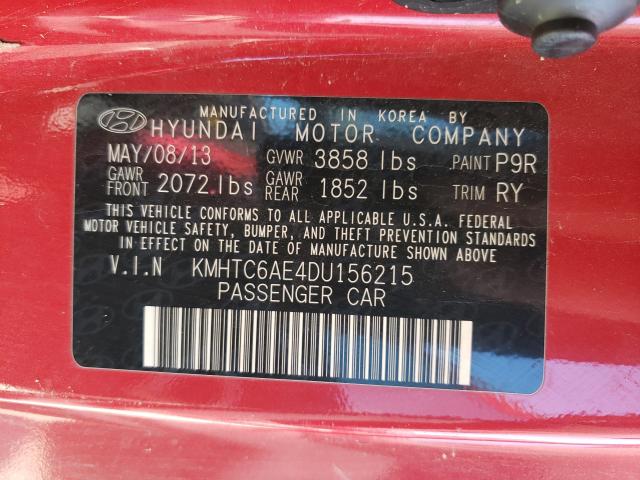 MANUFACTURED IN KOREA BY
HYUNDAI MOTOR COMPANY
MAY/08/13 GVWR 3858 lbs PAINT P9R
GAWR FRONT 2072 lbs GAWR REAR 1852 lbs TRIM RY
THIS VEHICLE CONFORMS TO ALL APPLICABLE U.S.A. FEDERAL
MOTOR VEHICLE SAFETY, BUMPER, AND THEFT PREVENTION STANDARDS
IN EFFECT ON THE DATE OF MANUFACTURE SHOWN ABOVE
V.I.N KMHTC6AE4DU156215
PASSENGER CAR